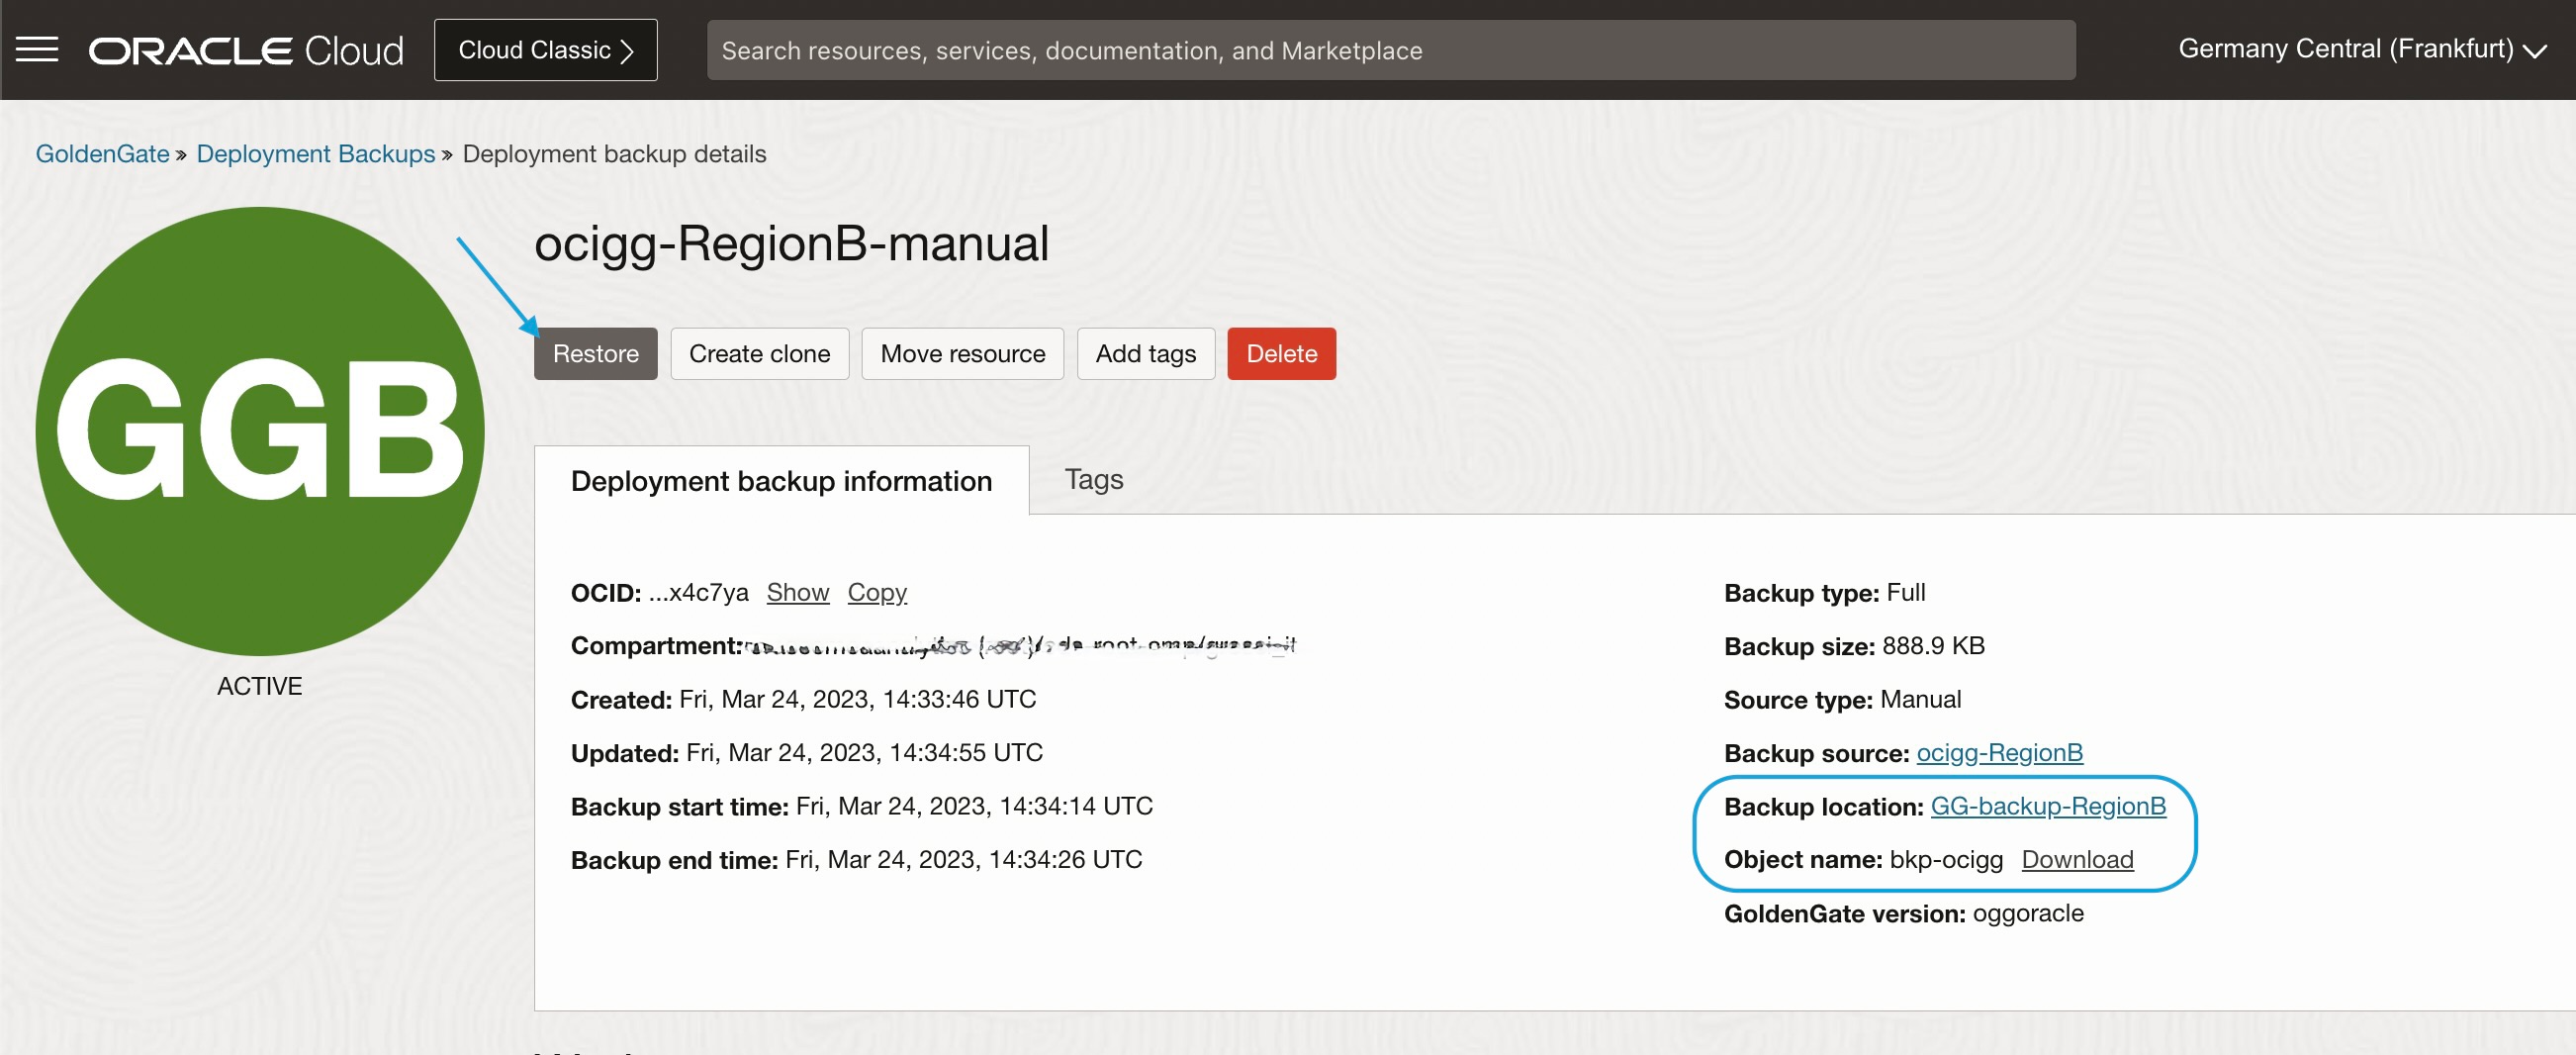 ORACLE Cloud
Cloud Classic
Search resources, services, documentation, and Marketplace
Germany Central (Frankfurt)
GoldenGate » Deployment Backups » Deployment backup details
GGB
ACTIVE
ocigg-RegionB-manual
Restore
Create clone
Move resource
Add tags
Delete
Deployment backup information
Tags
OCID: ...x4c7ya Show Copy
Compartment:
Created: Fri, Mar 24, 2023, 14:33:46 UTC
Updated: Fri, Mar 24, 2023, 14:34:55 UTC
Backup start time: Fri, Mar 24, 2023, 14:34:14 UTC
Backup end time: Fri, Mar 24, 2023, 14:34:26 UTC
Backup type: Full
Backup size: 888.9 KB
Source type: Manual
Backup source: ocigg-RegionB
Backup location: GG-backup-RegionB
Object name: bkp-ocigg Download
GoldenGate version: oggoracle